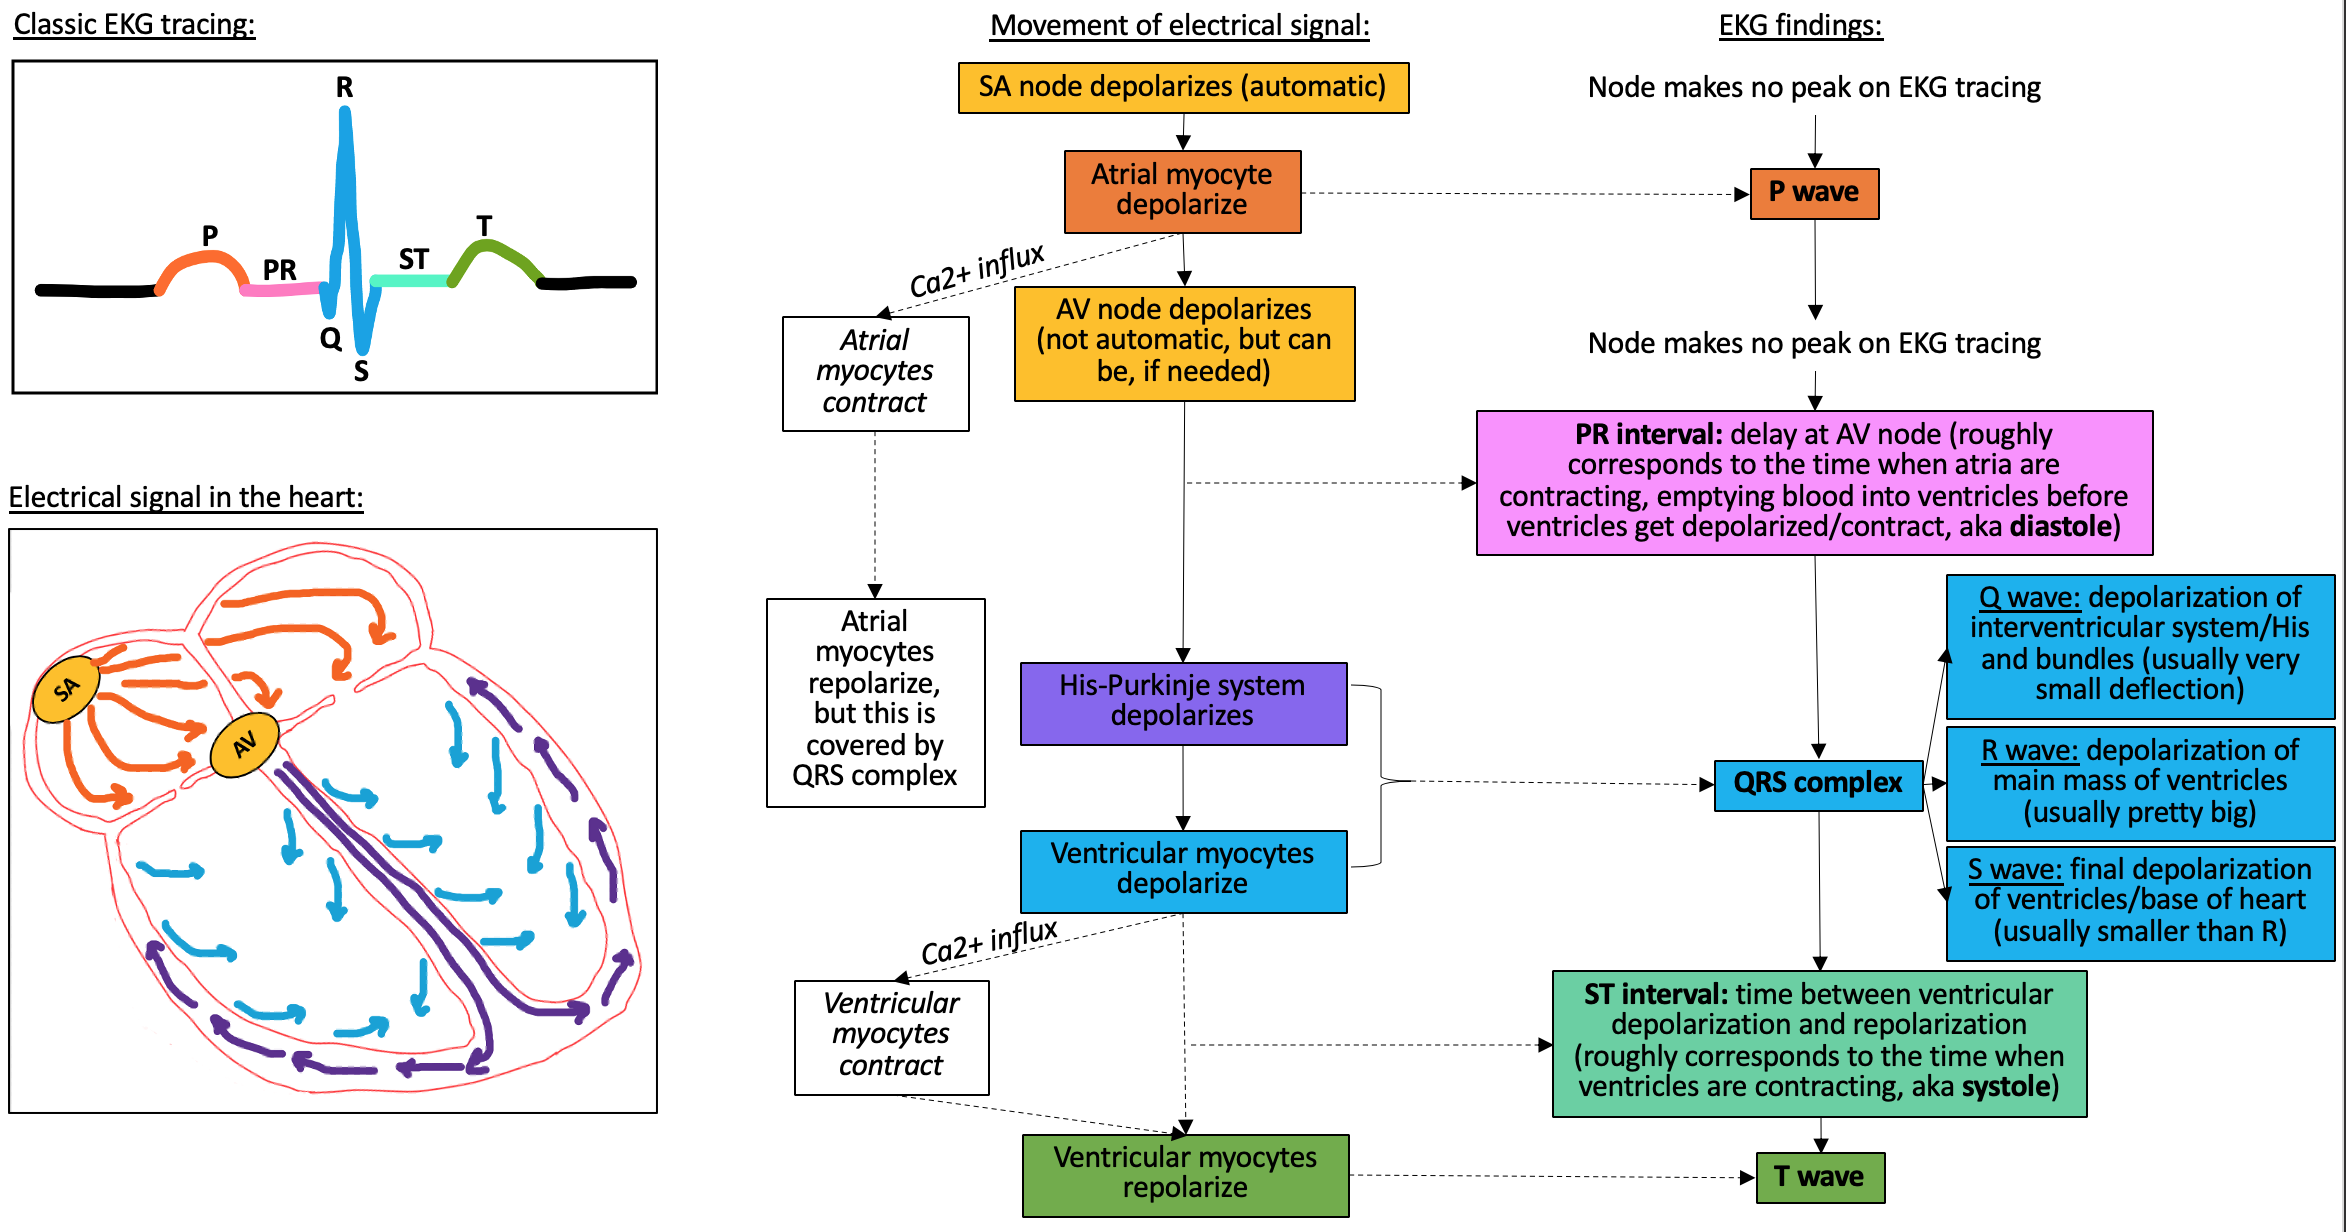 Classic EKG tracing:
R
P
PR
ST
T
Q
S
Electrical signal in the heart:
SA
AV
Movement of electrical signal:
SA node depolarizes (automatic)
Atrial myocyte
depolarize
Ca2+ influx
Atrial
myocytes
contract
AV node depolarizes
(not automatic, but can
be, if needed)
Atrial
myocytes
repolarize,
but this is
covered by
QRS complex
His-Purkinje system
depolarizes
Ventricular myocytes
depolarize
Ca2+ influx
Ventricular
myocytes
contract
Ventricular myocytes
repolarize
EKG findings:
Node makes no peak on EKG tracing
P wave
Node makes no peak on EKG tracing
PR interval: delay at AV node (roughly
corresponds to the time when atria are
contracting, emptying blood into ventricles before
ventricles get depolarized/contract, aka diastole)
QRS complex
Q wave: depolarization of
interventricular system/His
and bundles (usually very
small deflection)
R wave: depolarization of
main mass of ventricles
(usually pretty big)
S wave: final depolarization
of ventricles/base of heart
(usually smaller than R)
ST interval: time between ventricular
depolarization and repolarization
(roughly corresponds to the time when
ventricles are contracting, aka systole)
T wave